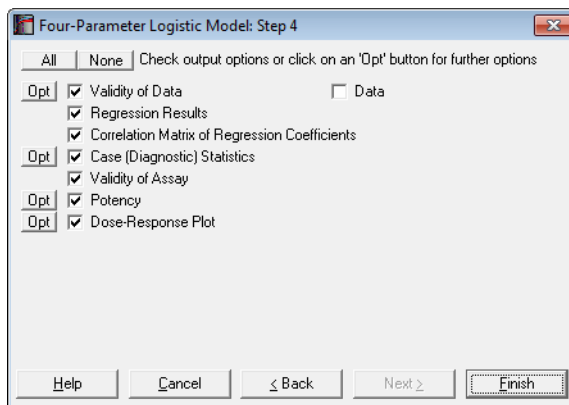 Four-Parameter Logistic Model: Step 4
All None Check output options or click on an 'Opt' button for further options
Opt Validity of Data Data
Regression Results
Correlation Matrix of Regression Coefficients
Opt Case (Diagnostic) Statistics
Validity of Assay
Opt Potency
Opt Dose-Response Plot
Help Cancel < Back Next > Finish